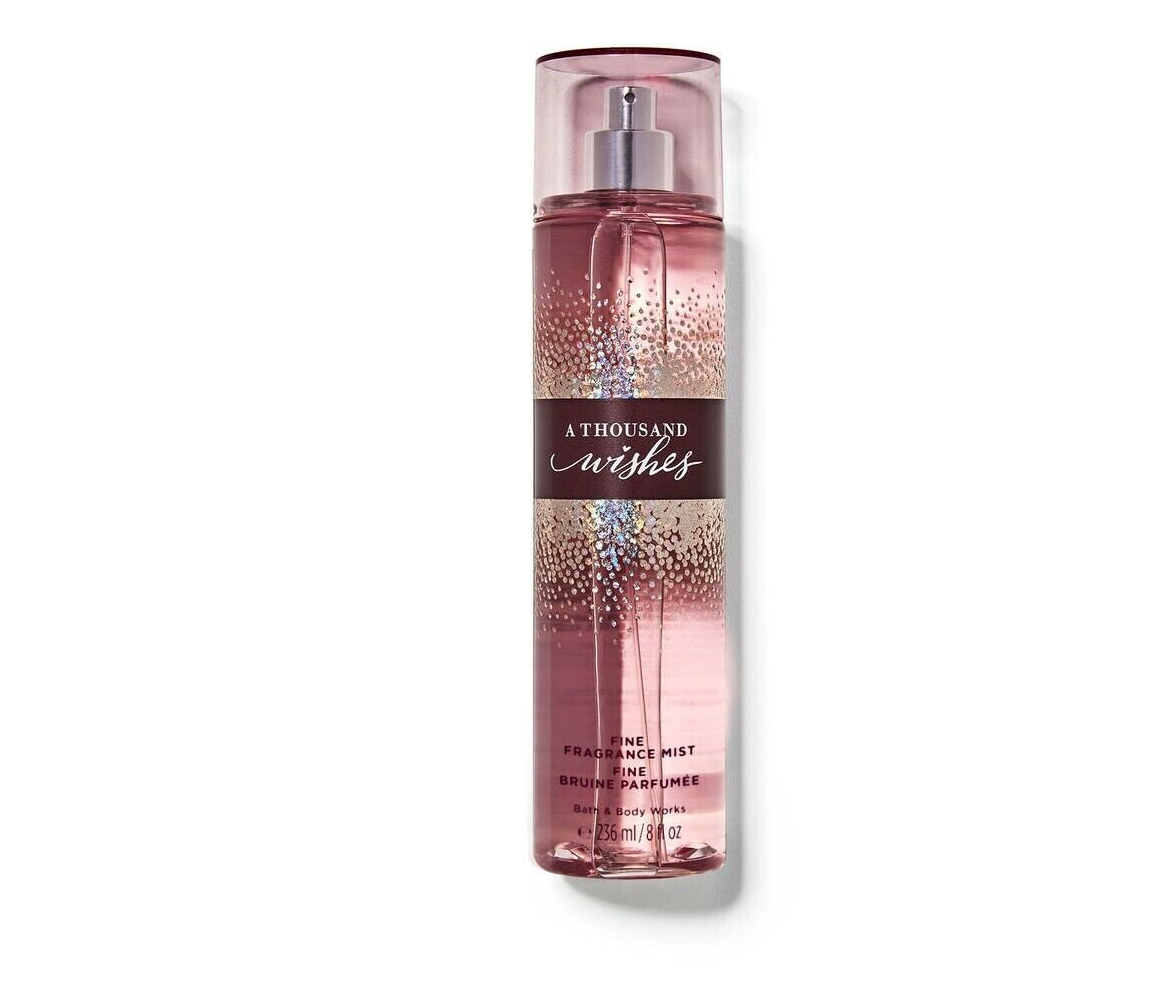 A THOUSAND
wishes
FINE
FRAGRANCE MIST
FINE
BRUINE PARFUMÉE
Bath & Body Works
℮ 236 ml/8 fl oz